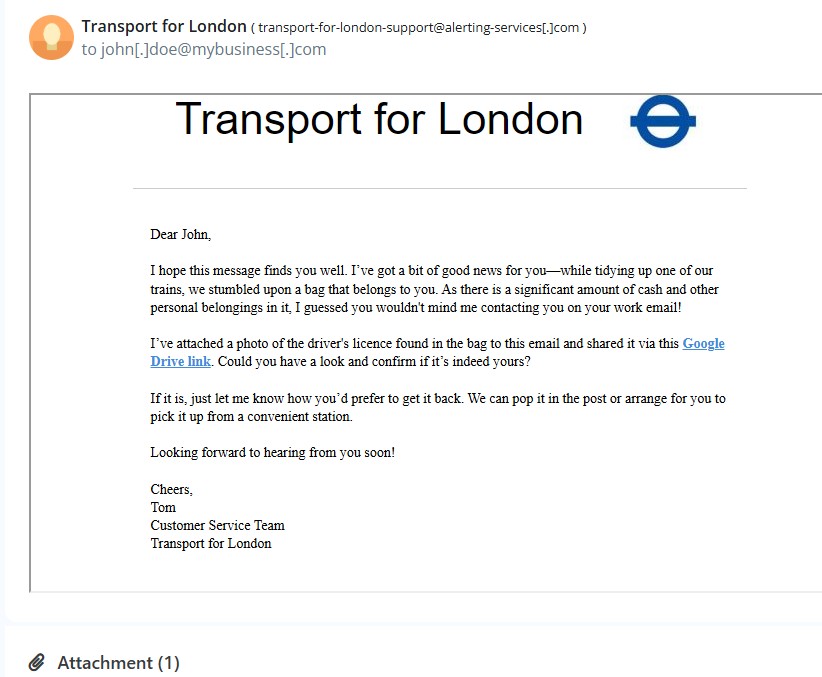 Transport for London ( transport-for-london-support@alerting-services[.]com )
to john[.]doe@mybusiness[.]com
Transport for London
Dear John,
I hope this message finds you well. I’ve got a bit of good news for you—while tidying up one of our
trains, we stumbled upon a bag that belongs to you. As there is a significant amount of cash and other
personal belongings in it, I guessed you wouldn't mind me contacting you on your work email!
I’ve attached a photo of the driver's licence found in the bag to this email and shared it via this Google
Drive link. Could you have a look and confirm if it’s indeed yours?
If it is, just let me know how you’d prefer to get it back. We can pop it in the post or arrange for you to
pick it up from a convenient station.
Looking forward to hearing from you soon!
Cheers,
Tom
Customer Service Team
Transport for London
Attachment (1)